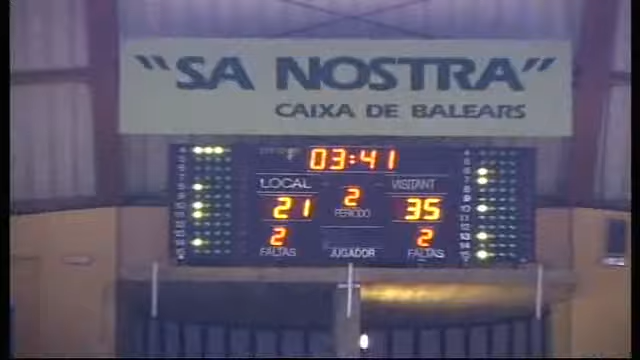 "SA NOSTRA"
CAIXA DE BALEARS
03:41
LOCAL VISITANT
21 2 35
PERIODO
2 2
FALTAS JUGADOR FALTAS